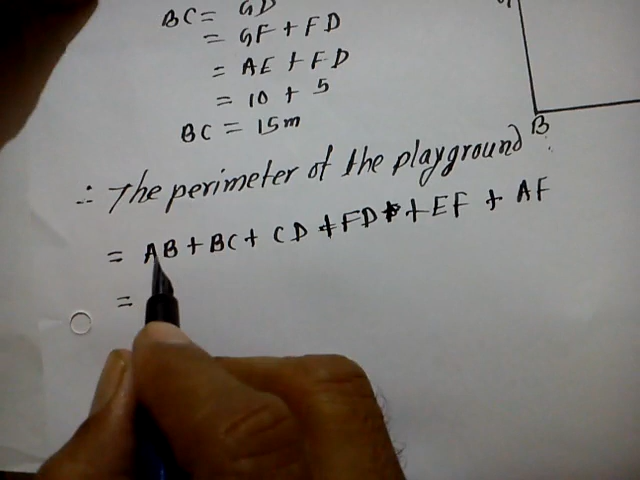 BC = GD
= GF + FD
= AE + FD
= 10 + 5
BC = 15m
B
∴ The perimeter of the playground :
= AB + BC + CD + FD + EF + AF
=